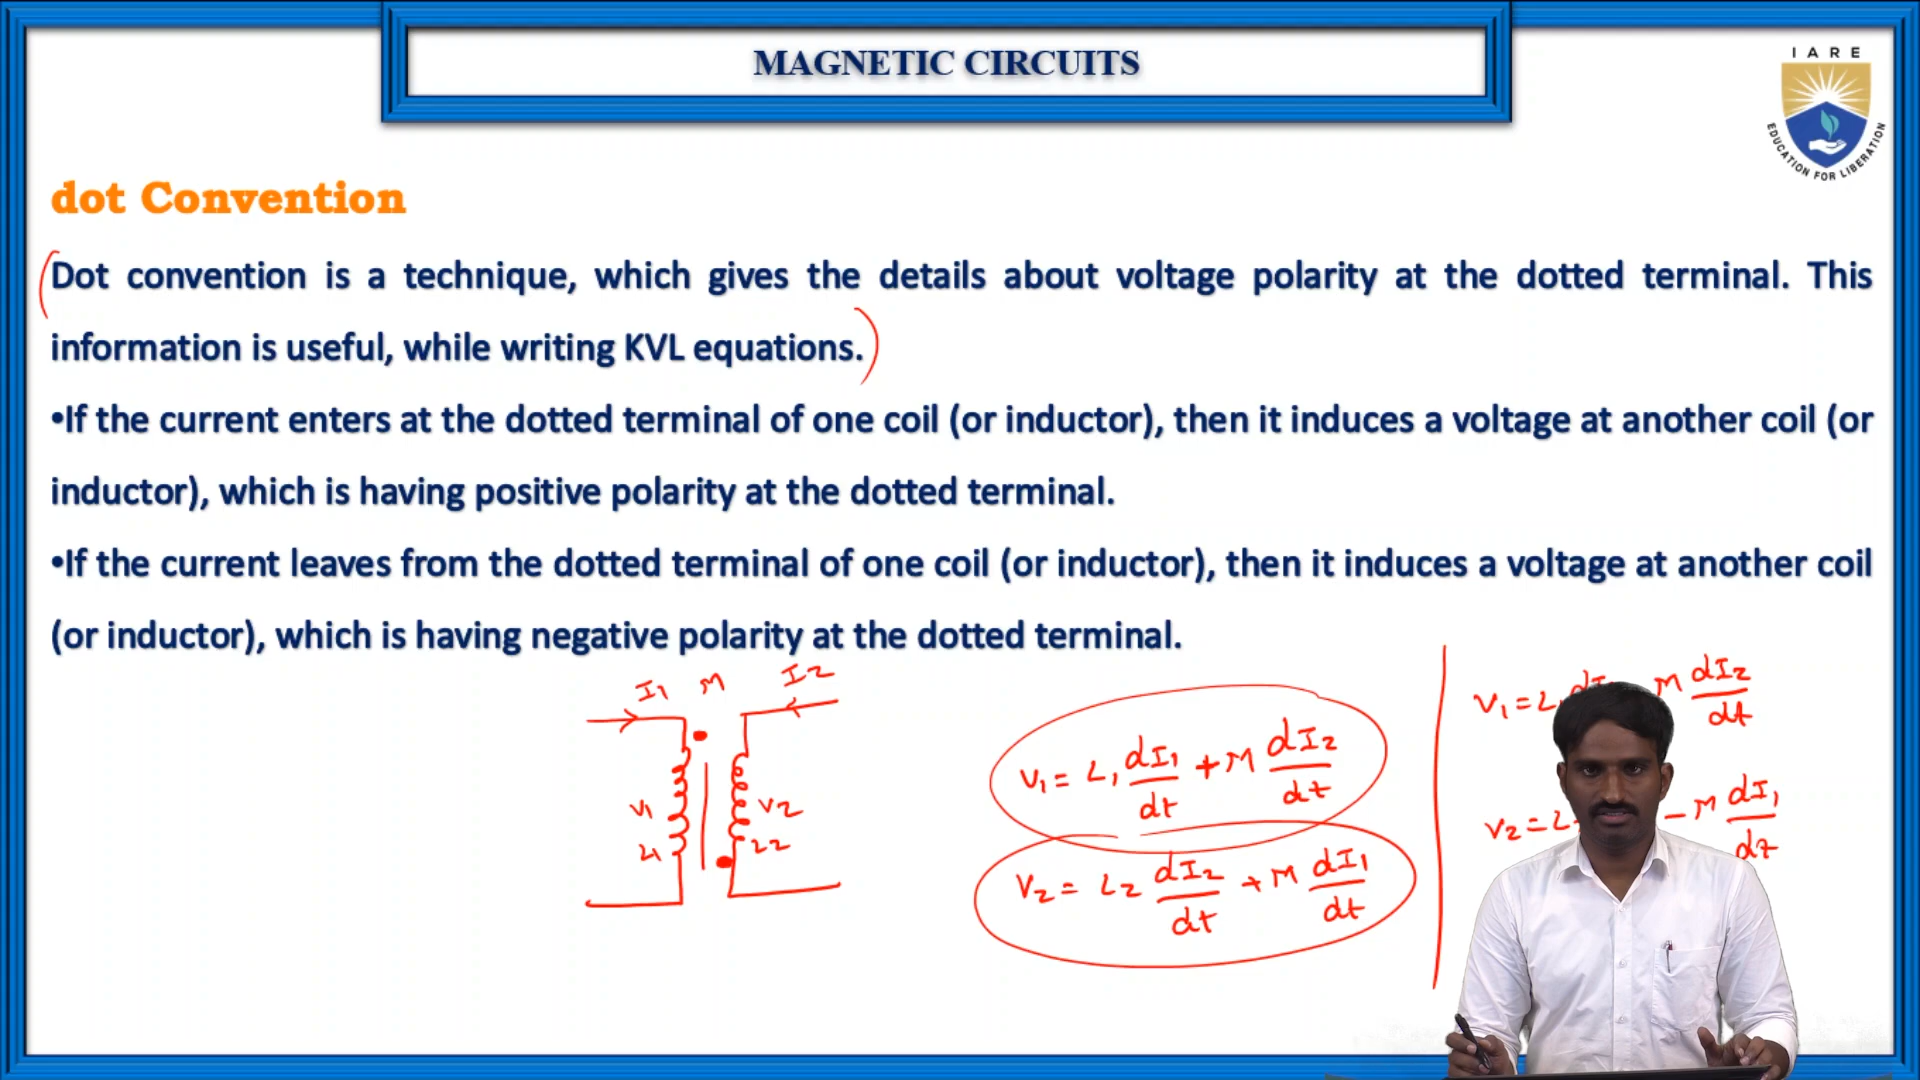 MAGNETIC CIRCUITS
IARE
EDUCATION FOR LIBERATION
dot Convention
Dot convention is a technique, which gives the details about voltage polarity at the dotted terminal. This
information is useful, while writing KVL equations.
•If the current enters at the dotted terminal of one coil (or inductor), then it induces a voltage at another coil (or
inductor), which is having positive polarity at the dotted terminal.
•If the current leaves from the dotted terminal of one coil (or inductor), then it induces a voltage at another coil
(or inductor), which is having negative polarity at the dotted terminal.
I1 M I2
V1 V2
L1 L2
V1 = L1 dI1/dt + M dI2/dt
V2 = L2 dI2/dt + M dI1/dt
V1 = L1 dI M dI2/dt
V2 = L - M dI1/dt